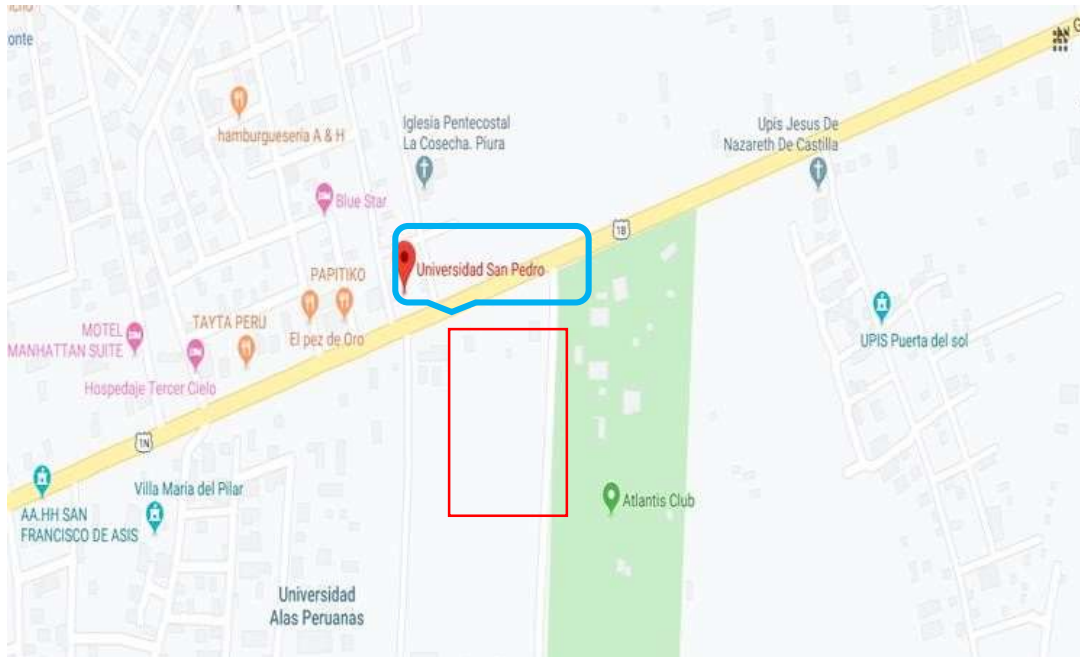 onte
hamburguesería A & H
Iglesia Pentecostal
La Cosecha. Piura
Upis Jesus De
Nazareth De Castilla
G
Blue Star
1B
Universidad San Pedro
PAPITIKO
TAYTA PERU
El pez de Oro
MOTEL
MANHATTAN SUITE
Hospedaje Tercer Cielo
UPIS Puerta del sol
1N
Villa María del Pilar
AA.HH SAN
FRANCISCO DE ASIS
Atlantis Club
Universidad
Alas Peruanas